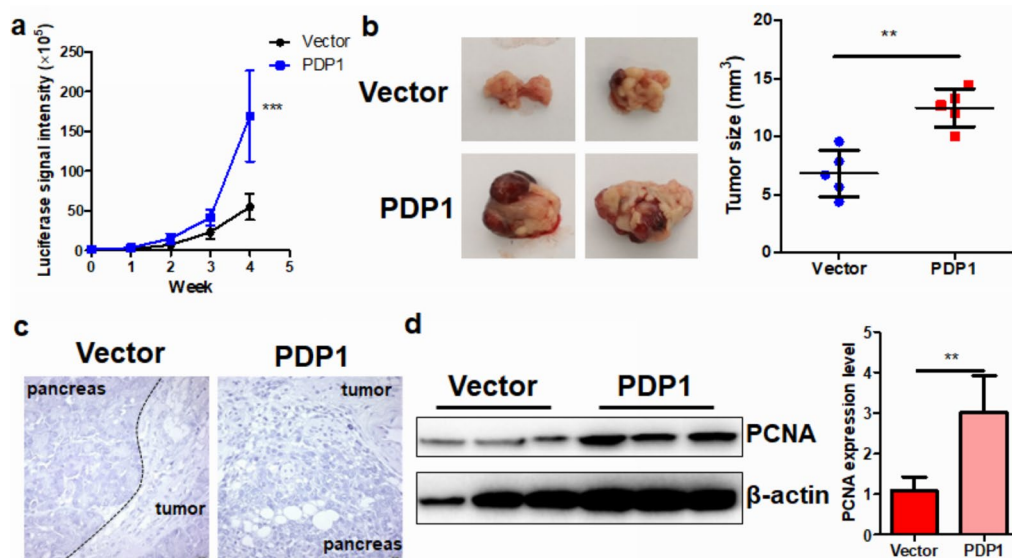 a
Luciferase signal intensity (×10⁵)
250
200
150
100
50
0
0 1 2 3 4 5
Week
Vector
PDP1
***
b
Vector
PDP1
Tumor size (mm³)
20
15
10
5
0
**
Vector PDP1
c
Vector PDP1
pancreas
tumor
tumor
pancreas
d
Vector PDP1
PCNA
β-actin
PCNA expression level
5
4
3
2
1
0
**
Vector PDP1